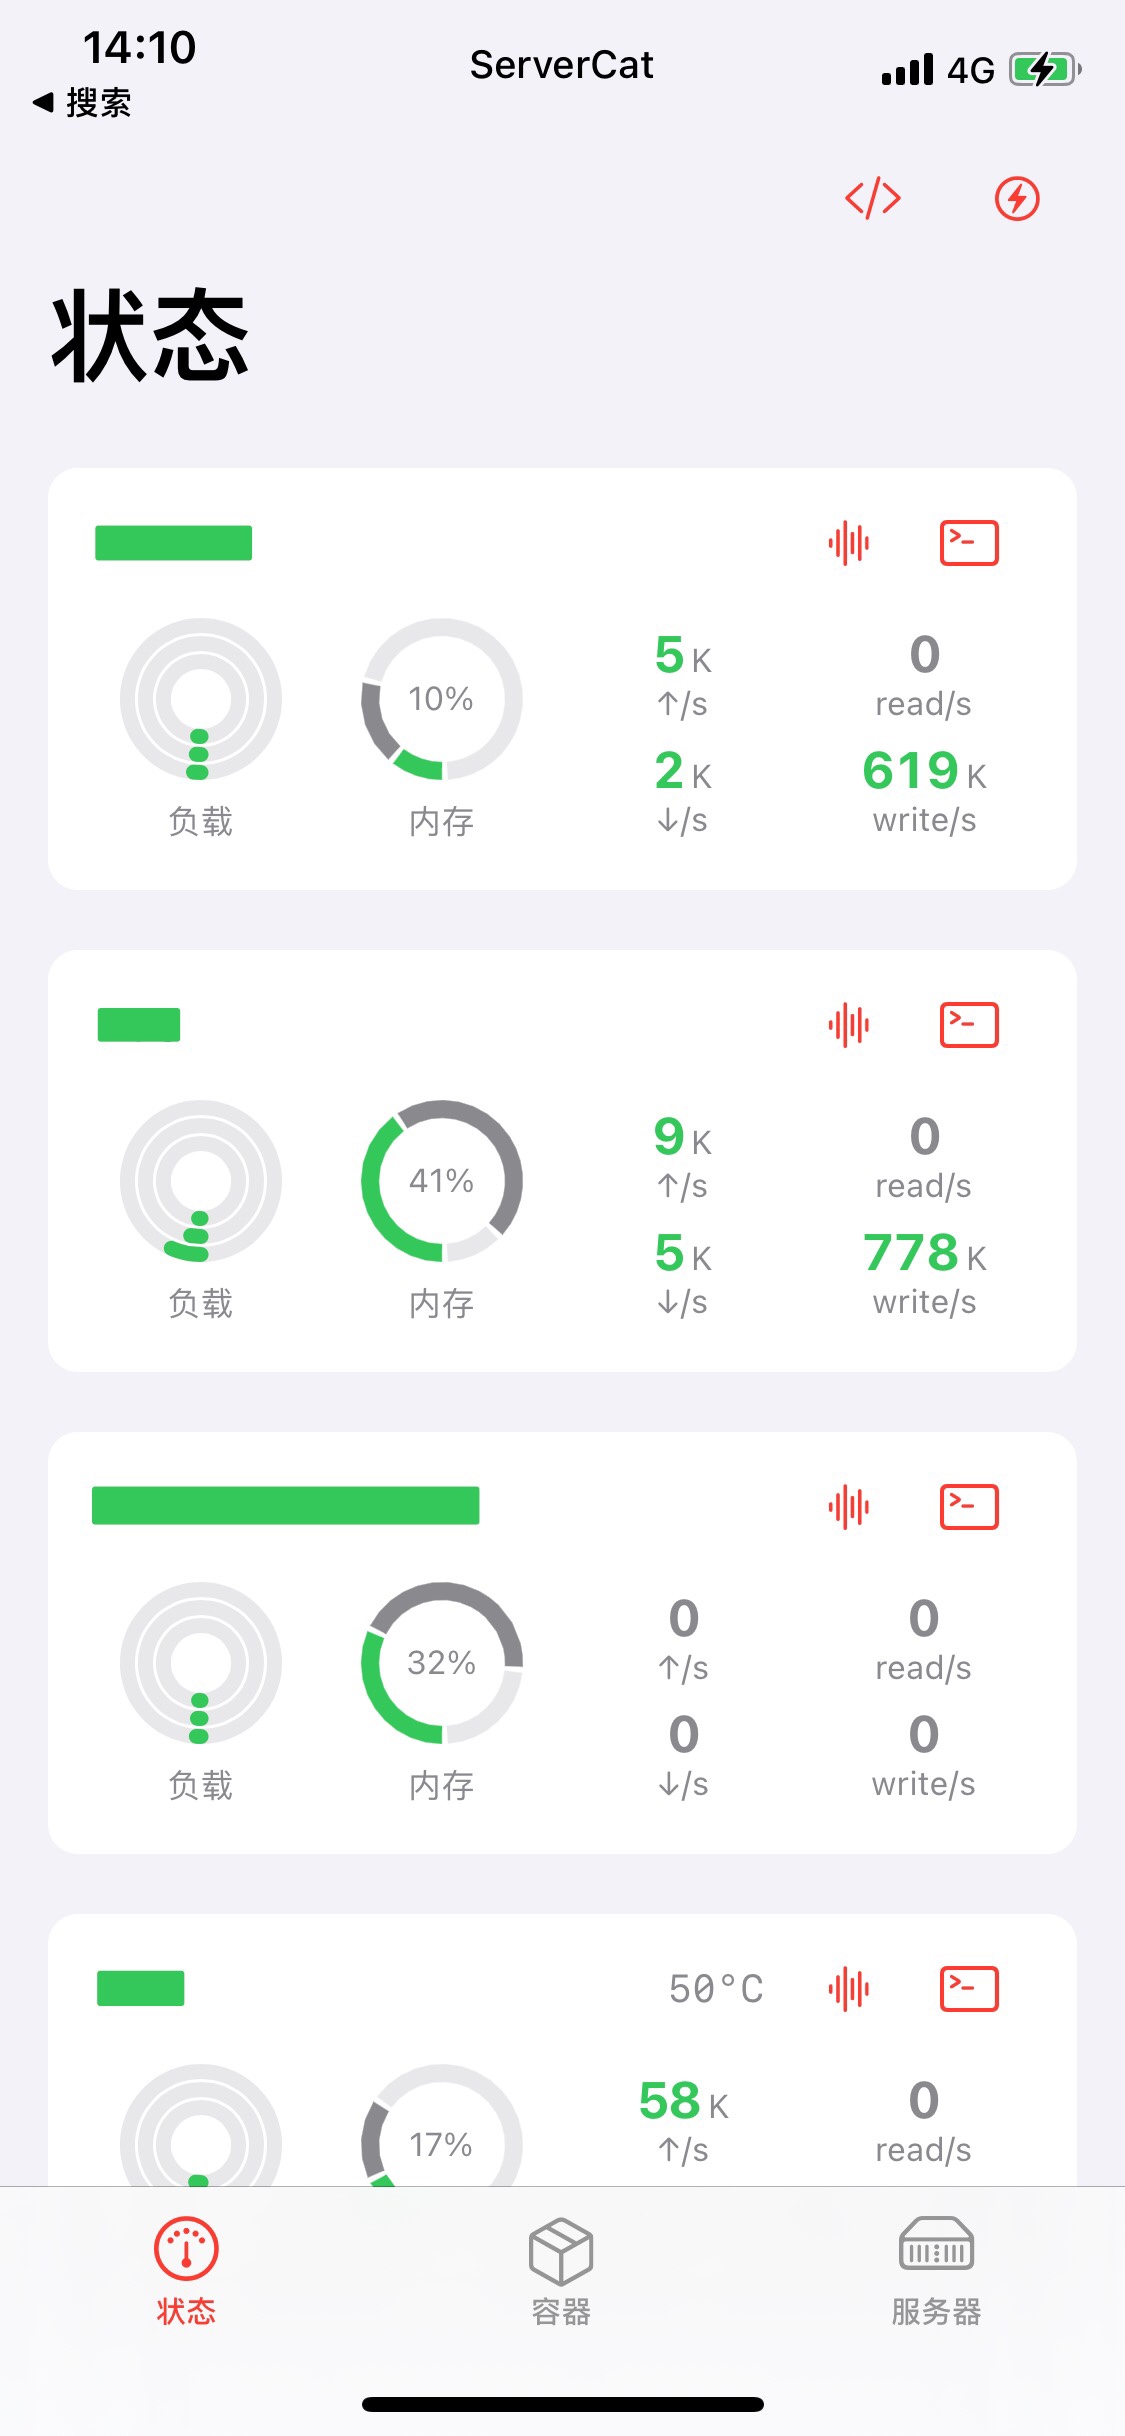 14:10
ServerCat
4G
搜索
状态
10%
5 K
↑/s
0
read/s
2 K
↓/s
619 K
write/s
负载
内存
41%
9 K
↑/s
0
read/s
5 K
↓/s
778 K
write/s
负载
内存
32%
0
↑/s
0
read/s
0
↓/s
0
write/s
负载
内存
50°C
17%
58 K
↑/s
0
read/s
状态
容器
服务器